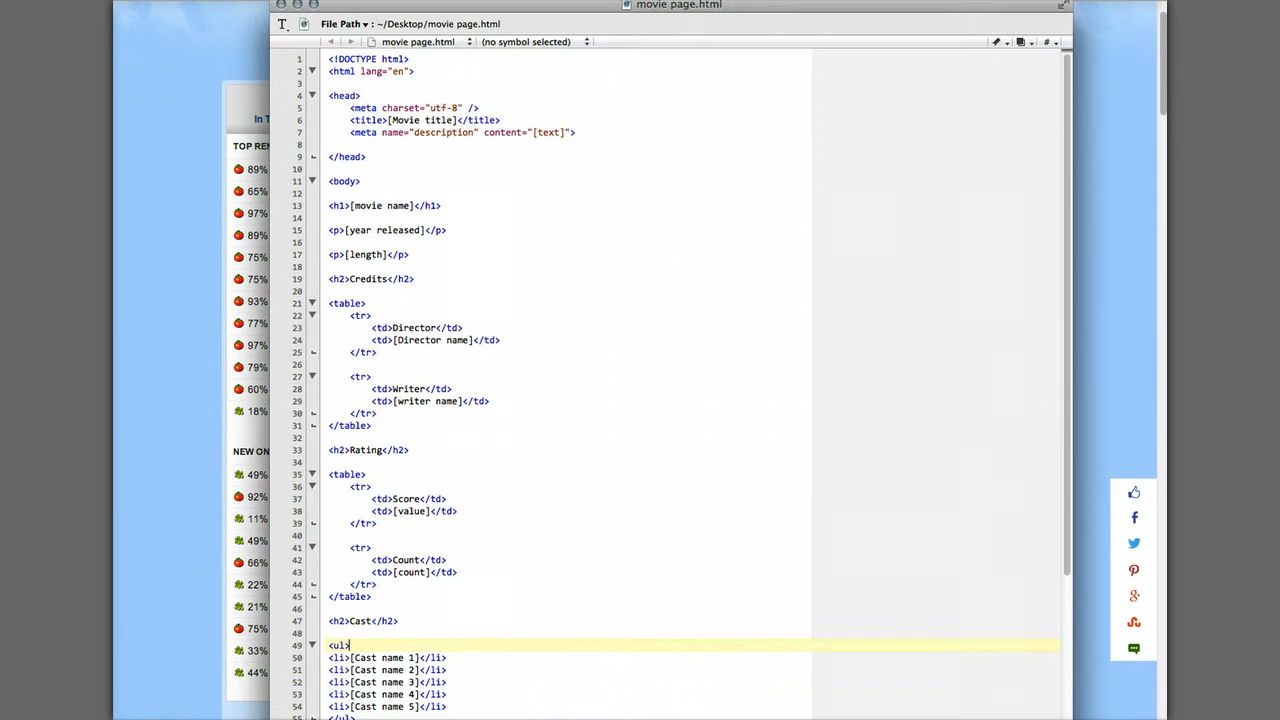 movie page.html
File Path : ~/Desktop/movie page.html
movie page.html (no symbol selected) #
1 <!DOCTYPE html>
2 <html lang="en">
3
4 <head>
5 <meta charset="utf-8" />
6 <title>[Movie title]</title>
7 <meta name="description" content="[text]">
8
9 </head>
10
11 <body>
12
13 <h1>[movie name]</h1>
14
15 <p>[year released]</p>
16
17 <p>[length]</p>
18
19 <h2>Credits</h2>
20
21 <table>
22 <tr>
23 <td>Director</td>
24 <td>[Director name]</td>
25 </tr>
26
27 <tr>
28 <td>Writer</td>
29 <td>[writer name]</td>
30 </tr>
31 </table>
32
33 <h2>Rating</h2>
34
35 <table>
36 <tr>
37 <td>Score</td>
38 <td>[value]</td>
39 </tr>
40
41 <tr>
42 <td>Count</td>
43 <td>[count]</td>
44 </tr>
45 </table>
46
47 <h2>Cast</h2>
48
49 <ul>
50 <li>[Cast name 1]</li>
51 <li>[Cast name 2]</li>
52 <li>[Cast name 3]</li>
53 <li>[Cast name 4]</li>
54 <li>[Cast name 5]</li>
55 </ul>
In T
TOP REN
89%
65%
97%
89%
75%
75%
93%
77%
97%
79%
60%
18%
NEW ON
49%
92%
11%
49%
66%
22%
21%
75%
33%
44%